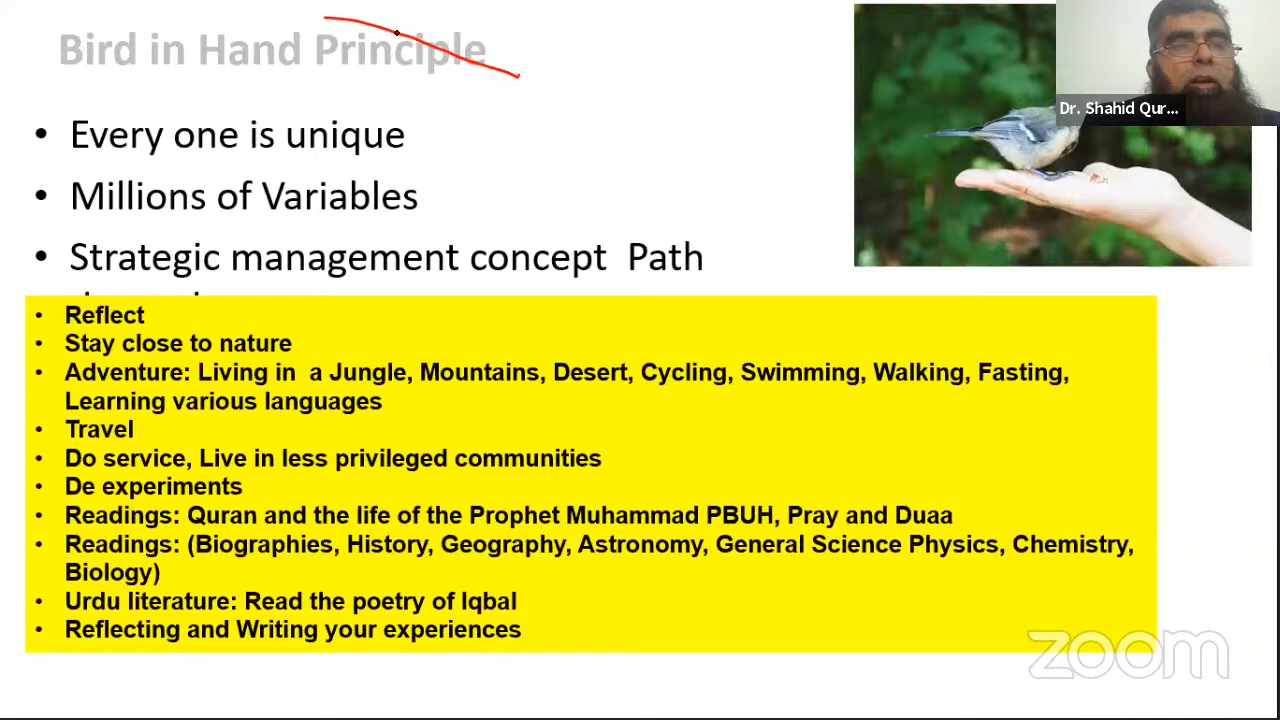 Bird in Hand Principle
Dr. Shahid Qur...
• Every one is unique
• Millions of Variables
• Strategic management concept Path
• Reflect
• Stay close to nature
• Adventure: Living in a Jungle, Mountains, Desert, Cycling, Swimming, Walking, Fasting,
Learning various languages
• Travel
• Do service, Live in less privileged communities
• De experiments
• Readings: Quran and the life of the Prophet Muhammad PBUH, Pray and Duaa
• Readings: (Biographies, History, Geography, Astronomy, General Science Physics, Chemistry,
Biology)
• Urdu literature: Read the poetry of Iqbal
• Reflecting and Writing your experiences
zoom